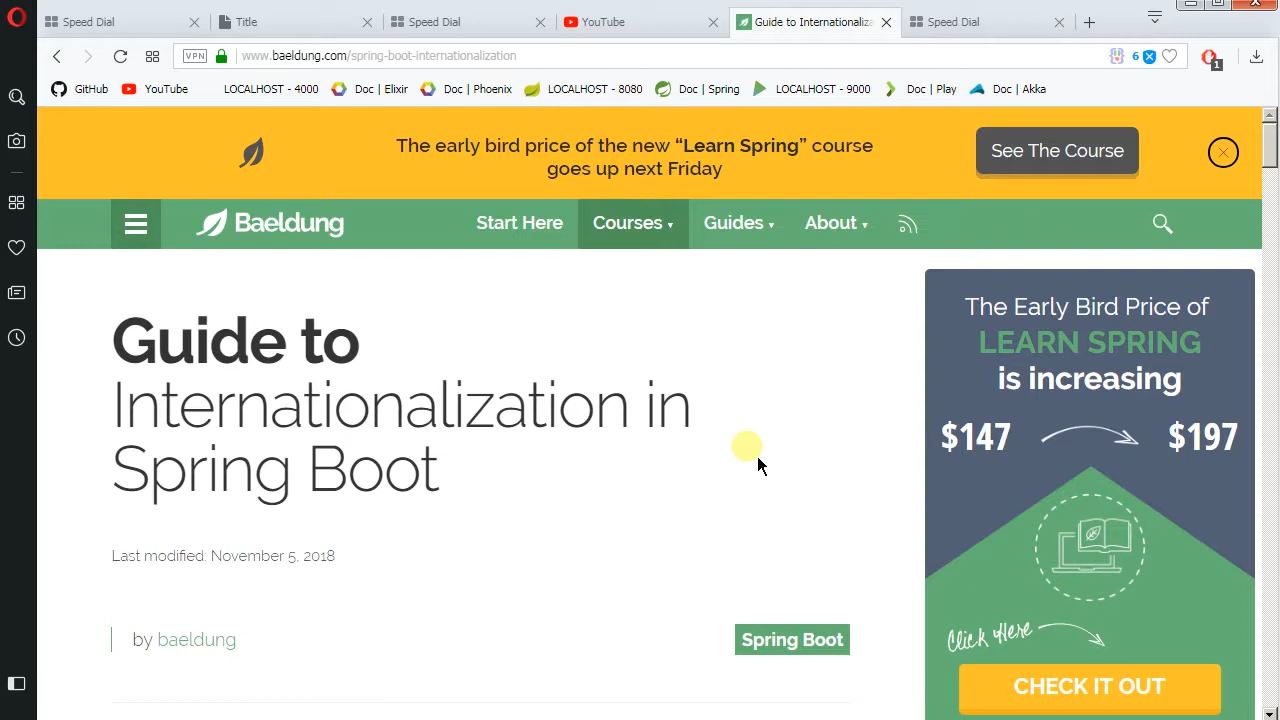 Speed Dial
Title
Speed Dial
YouTube
Guide to Internationaliza
Speed Dial
VPN
www.baeldung.com/spring-boot-internationalization
6
1
GitHub
YouTube
LOCALHOST - 4000
Doc | Elixir
Doc | Phoenix
LOCALHOST - 8080
Doc | Spring
LOCALHOST - 9000
Doc | Play
Doc | Akka
The early bird price of the new “Learn Spring” course
goes up next Friday
See The Course
Baeldung
Start Here
Courses
Guides
About
Guide to
Internationalization in
Spring Boot
Last modified: November 5, 2018
by baeldung
Spring Boot
The Early Bird Price of
LEARN SPRING
is increasing
$147
$197
Click Here
CHECK IT OUT